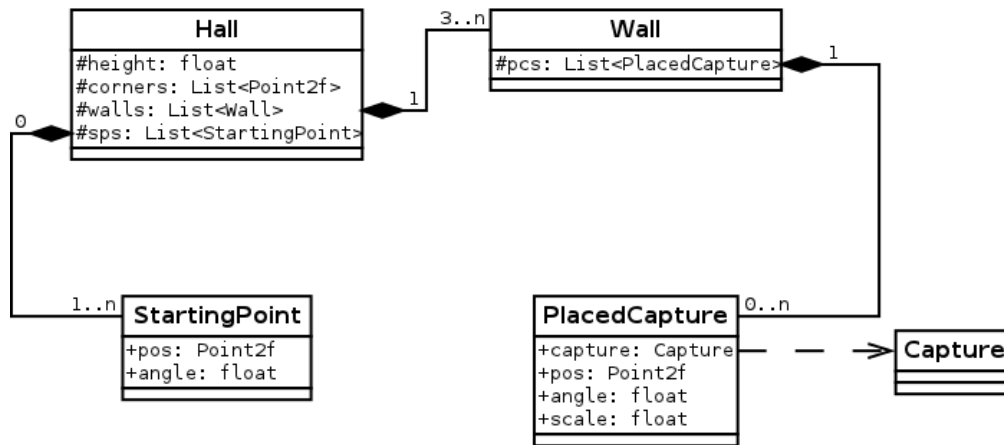 Hall
#height: float
#corners: List<Point2f>
#walls: List<Wall>
#sps: List<StartingPoint>
0
1
3..n
Wall
#pcs: List<PlacedCapture>
1
1..n
StartingPoint
+pos: Point2f
+angle: float
0..n
PlacedCapture
+capture: Capture
+pos: Point2f
+angle: float
+scale: float
Capture